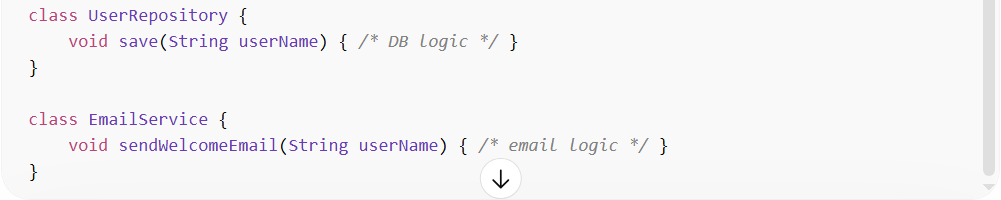 class UserRepository {
    void save(String userName) { /* DB logic */ }
}

class EmailService {
    void sendWelcomeEmail(String userName) { /* email logic */ }
}